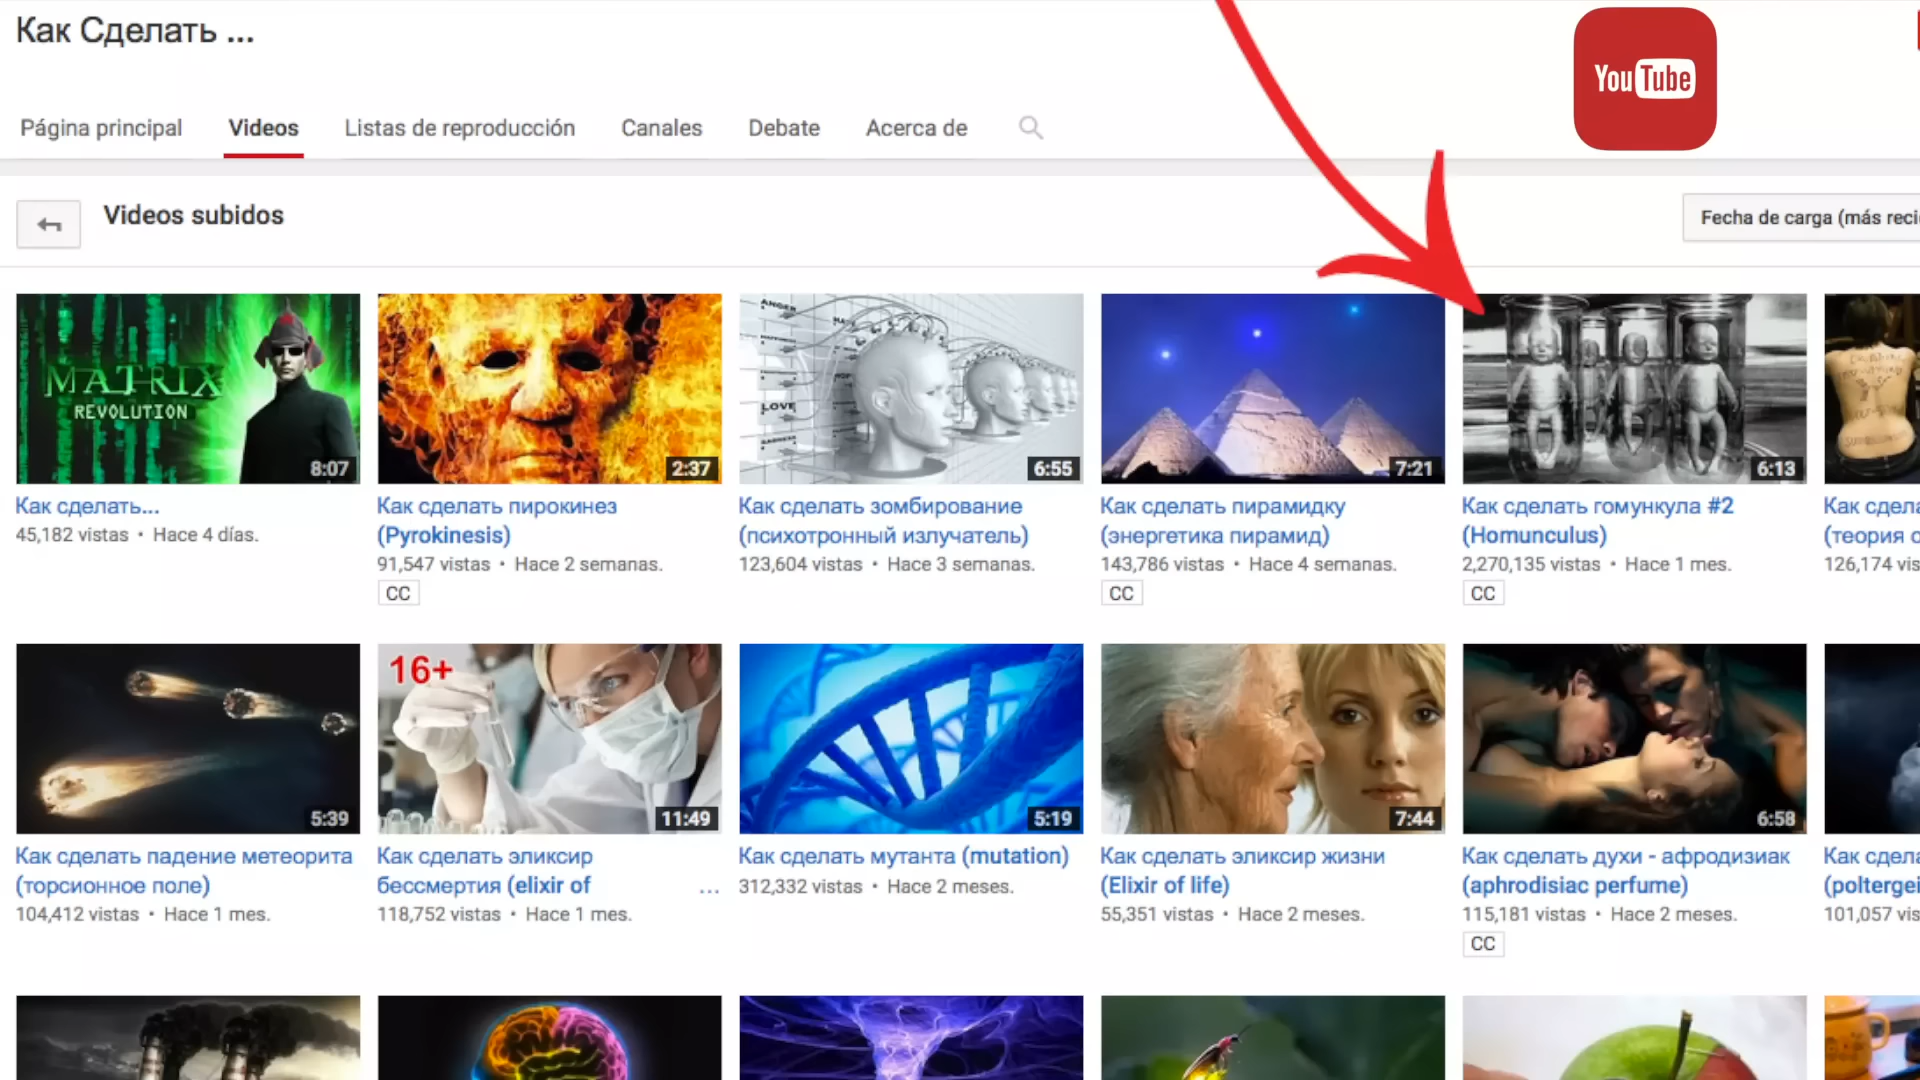 Как Сделать ...
YouTube
Página principal
Videos
Listas de reproducción
Canales
Debate
Acerca de
Videos subidos
Fecha de carga (más reci
MATRIX
REVOLUTION
8:07
2:37
ANGER
LOVE
6:55
7:21
6:13
Как сделать...
45,182 vistas • Hace 4 días.
Как сделать пирокинез
(Pyrokinesis)
91,547 vistas • Hace 2 semanas.
CC
Как сделать зомбирование
(психотронный излучатель)
123,604 vistas • Hace 3 semanas.
Как сделать пирамидку
(энергетика пирамид)
143,786 vistas • Hace 4 semanas.
CC
Как сделать гомункула #2
(Homunculus)
2,270,135 vistas • Hace 1 mes.
CC
Как сдела
(теория о
126,174 vis
5:39
16+
11:49
5:19
7:44
6:58
Как сделать падение метеорита
(торсионное поле)
104,412 vistas • Hace 1 mes.
Как сделать эликсир
бессмертия (elixir of ...
118,752 vistas • Hace 1 mes.
Как сделать мутанта (mutation)
312,332 vistas • Hace 2 meses.
Как сделать эликсир жизни
(Elixir of life)
55,351 vistas • Hace 2 meses.
Как сделать духи - афродизиак
(aphrodisiac perfume)
115,181 vistas • Hace 2 meses.
CC
Как сдела
(poltergei
101,057 vis